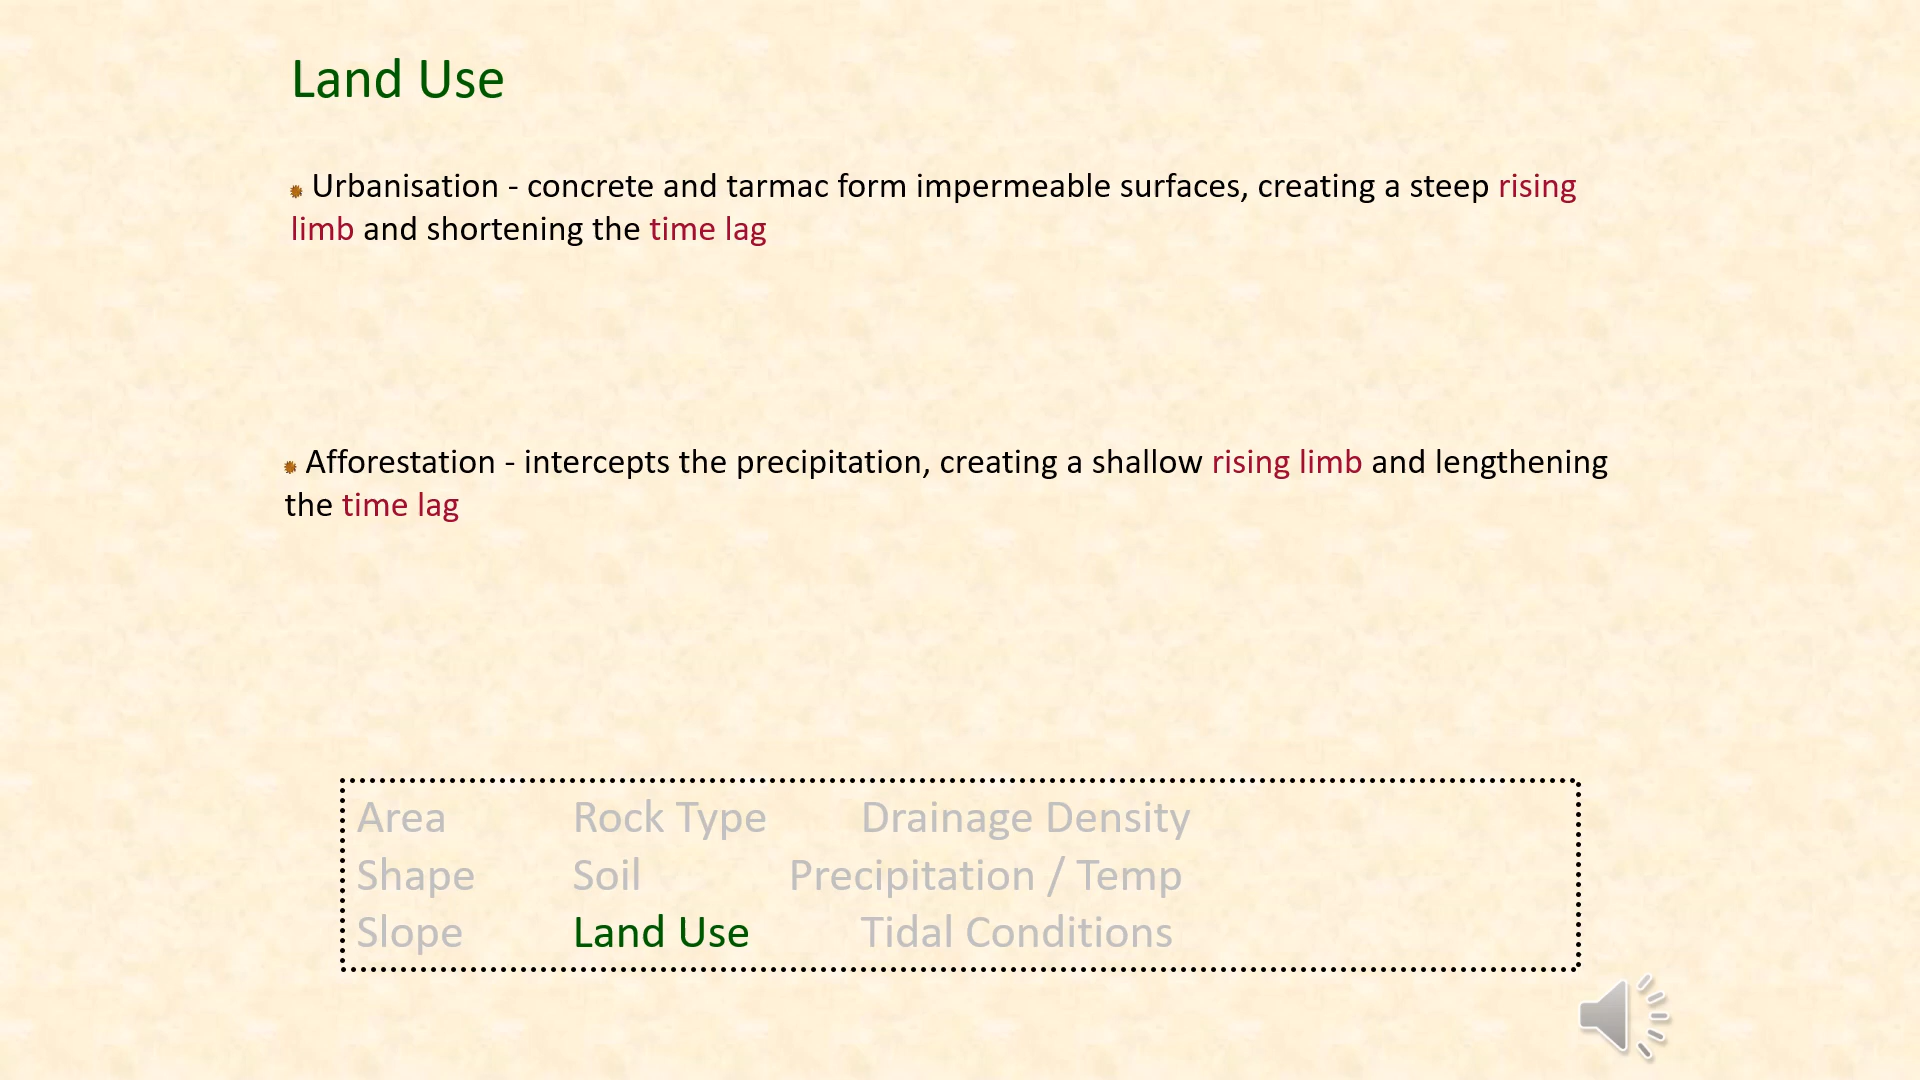 Land Use
Urbanisation - concrete and tarmac form impermeable surfaces, creating a steep rising
limb and shortening the time lag
Afforestation - intercepts the precipitation, creating a shallow rising limb and lengthening
the time lag
Area Rock Type Drainage Density
Shape Soil Precipitation / Temp
Slope Land Use Tidal Conditions